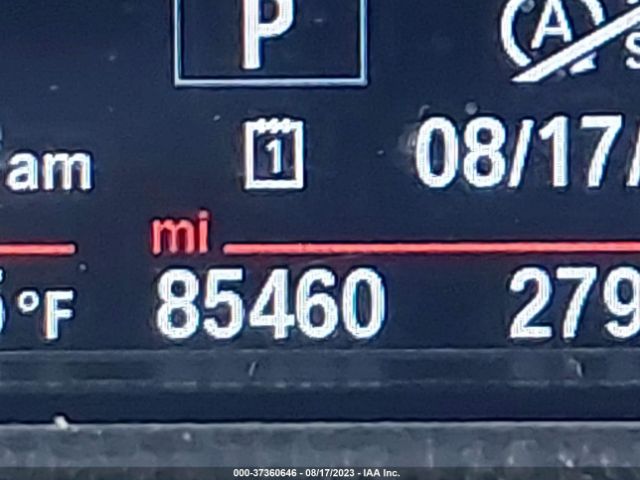 P A
am 1 08/17/
mi
°F 85460 279
000-37360646 - 08/17/2023 - IAA Inc.